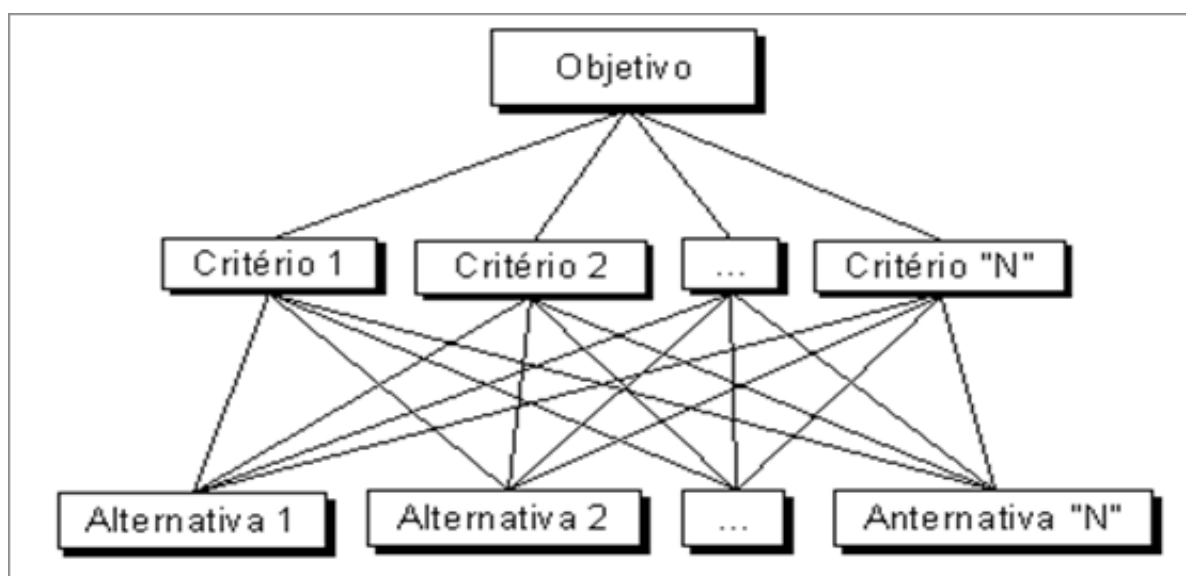 Objetivo
Critério 1
Critério 2
...
Critério "N"
Alternativa 1
Alternativa 2
...
Anternativa "N"